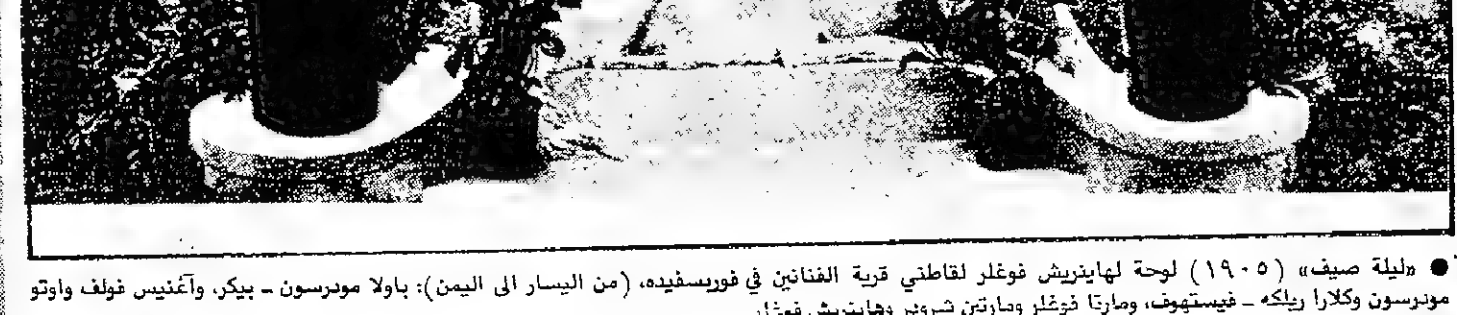 ● «ليلة صيف» (١٩٠٥) لوحة لهاينريش فوغلر لقاطني قرية الفنانين في فوربسفيده، (من اليسار الى اليمن): باولا مودرسون ـ بيكر، وآغنيس فولف واوتو
مودرسون وكلارا ريلكه ـ فيستهوف، ومارتا فوغلر ومارتين شرودر وهاينريش فوغلر